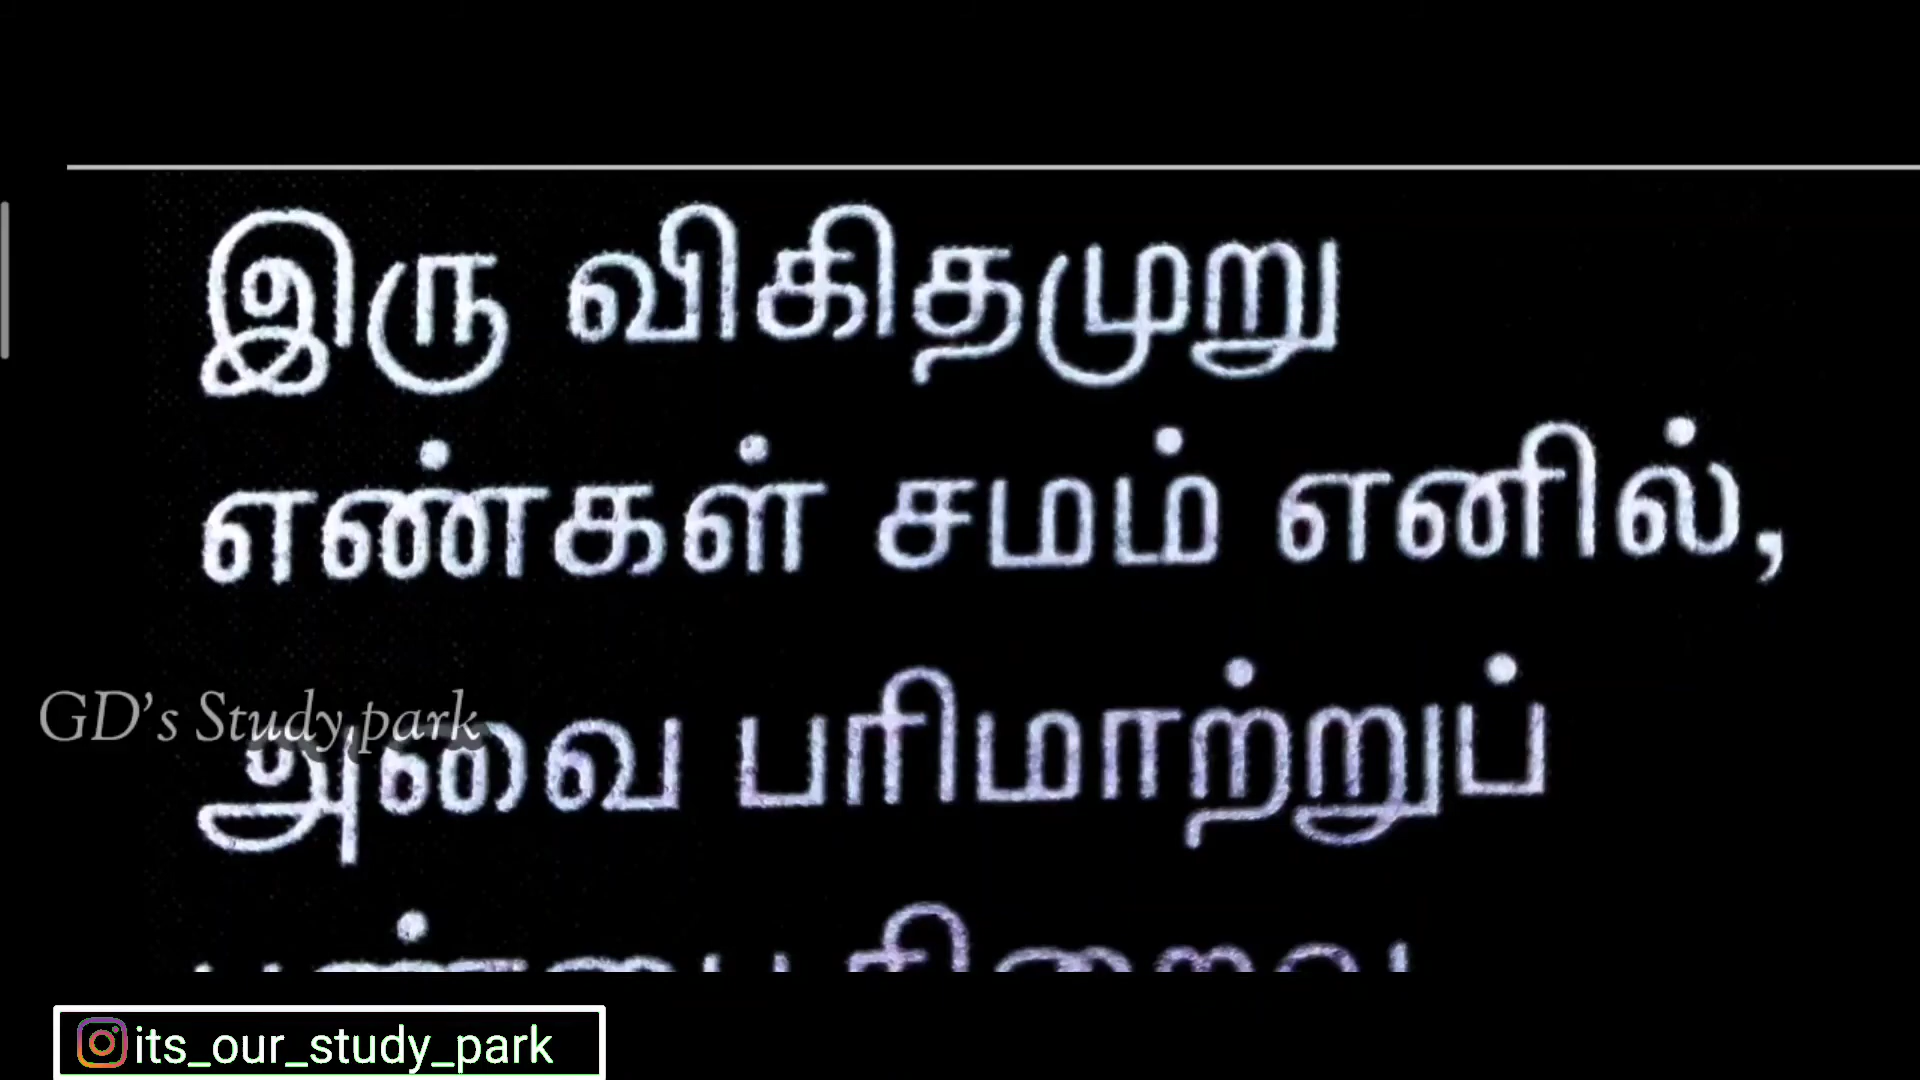 இரு விகிதமுறு
எண்கள் சமம் எனில்,
GD's Study park
அவை பரிமாற்றுப்
its_our_study_park